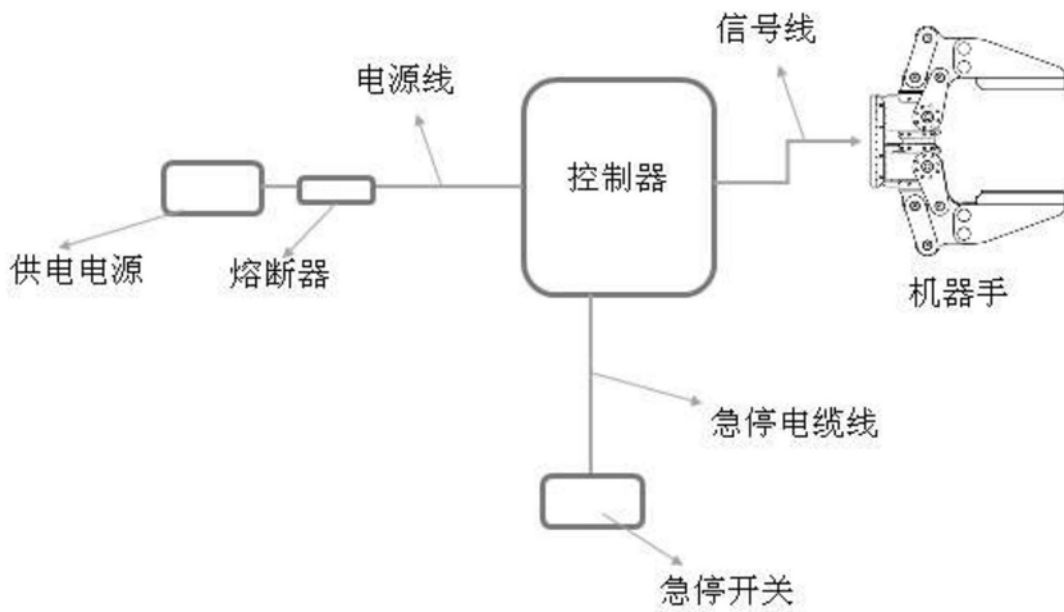 信号线
电源线
控制器
供电电源
熔断器
机器手
急停电缆线
急停开关